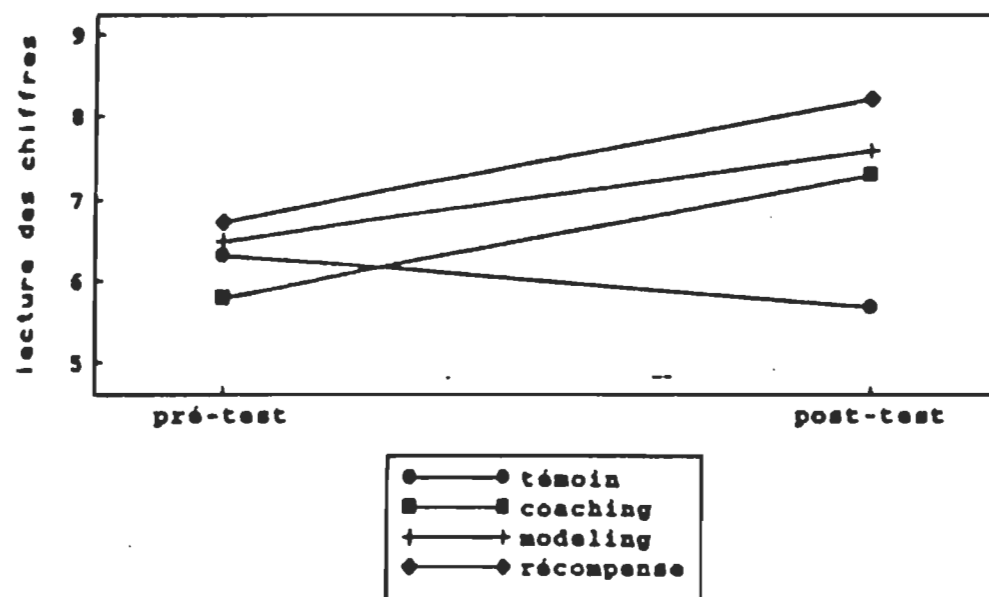 lecture des chiffres
9
8
7
6
5
pré-test post-test
témoin
coaching
modeling
récompense